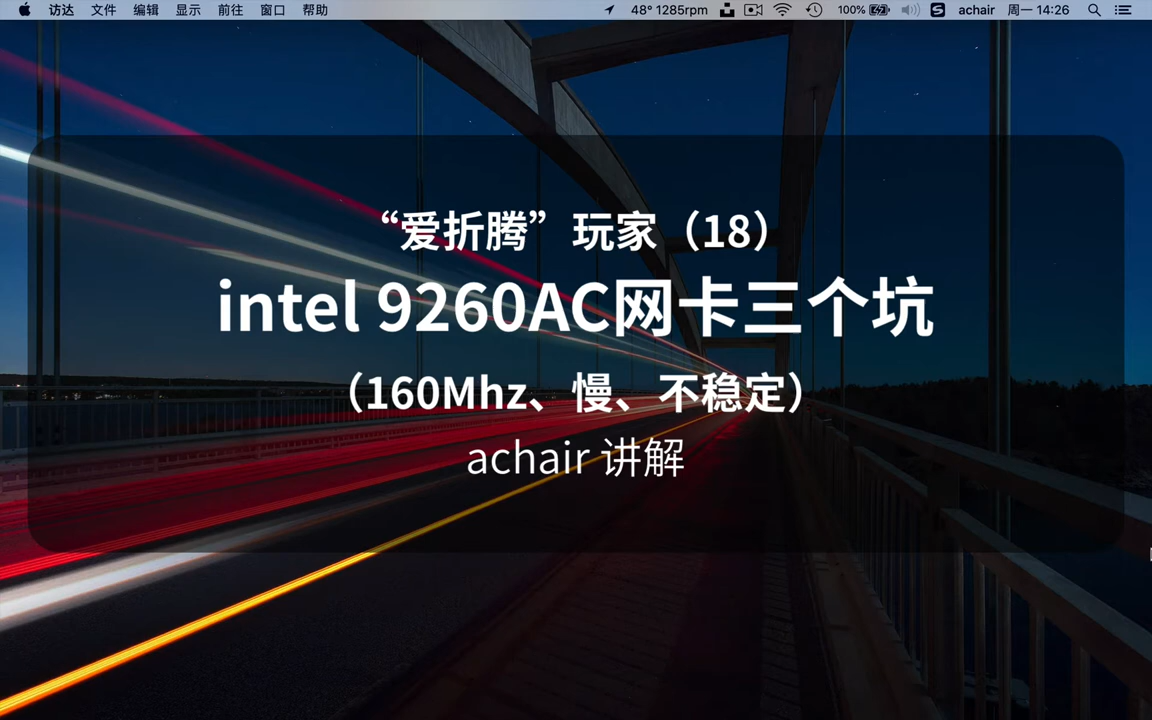 访达 文件 编辑 显示 前往 窗口 帮助 48° 1285rpm 100% S achair 周一 14:26
“爱折腾”玩家（18）
intel 9260AC网卡三个坑
（160Mhz、慢、不稳定）
achair 讲解